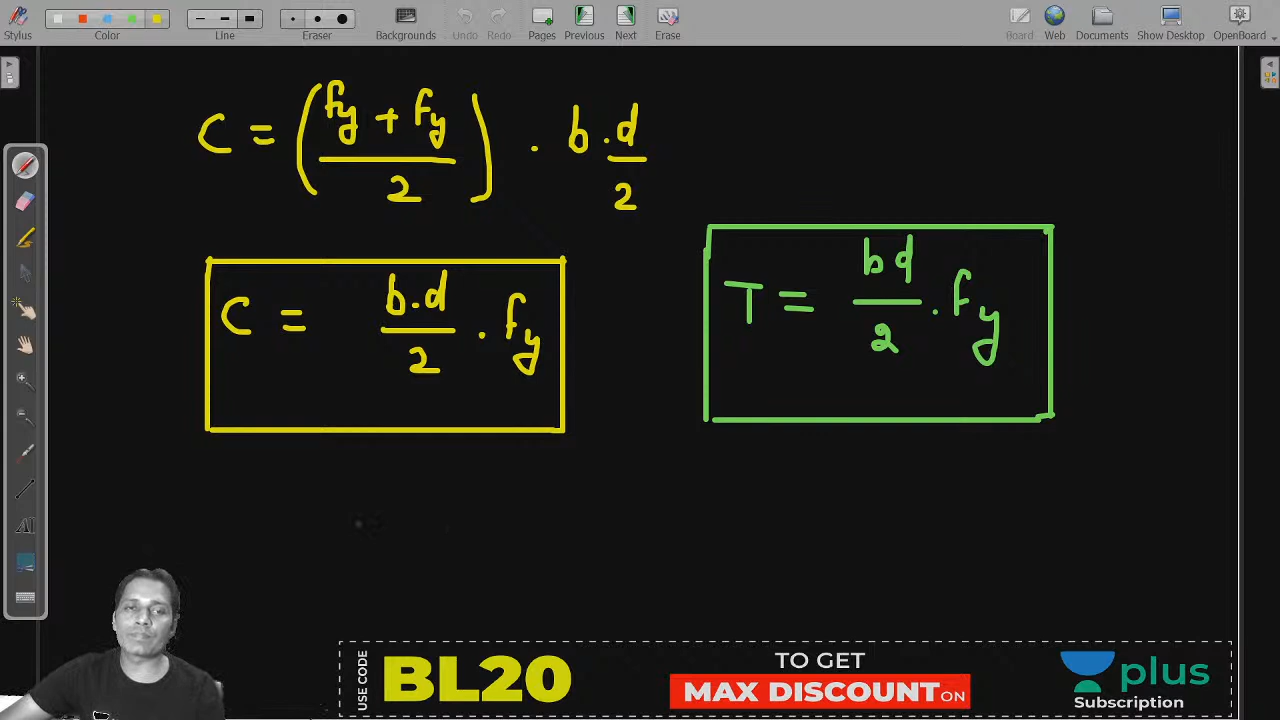 Stylus Color Line Eraser Backgrounds Undo Redo Pages Previous Next Erase Board Web Documents Show Desktop OpenBoard
C = (fy + fy / 2) . b.d/2
C = b.d/2 . fy
T = bd/2 . fy
USE CODE
BL20
TO GET
MAX DISCOUNT ON
plus
Subscription